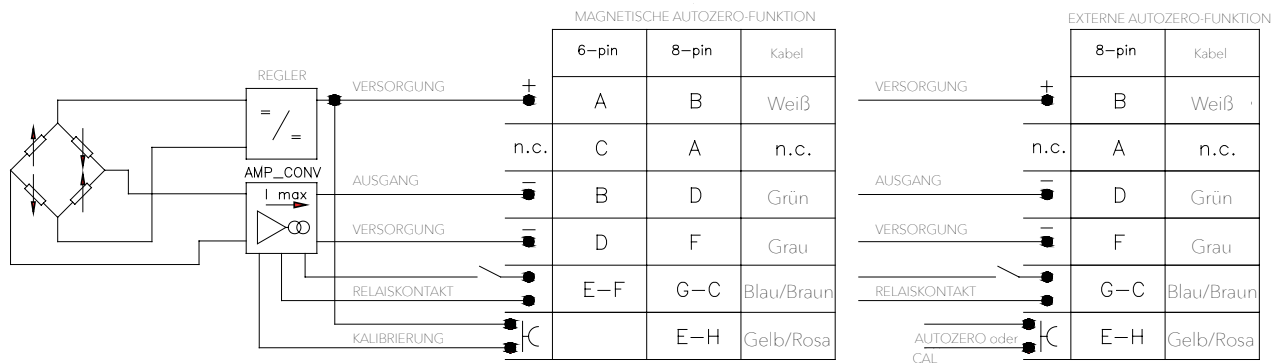 MAGNETISCHE AUTOZERO-FUNKTION
EXTERNE AUTOZERO-FUNKTION
6-pin 8-pin Kabel
8-pin Kabel
REGLER
= / =
VERSORGUNG + A B Weiß
VERSORGUNG + B Weiß
n.c. C A n.c.
n.c. A n.c.
AMP_CONV
I max
AUSGANG – B D Grün
AUSGANG – D Grün
VERSORGUNG – D F Grau
VERSORGUNG – F Grau
RELAISKONTAKT E–F G–C Blau/Braun
RELAISKONTAKT G–C Blau/Braun
KALIBRIERUNG E–H Gelb/Rosa
AUTOZERO oder CAL E–H Gelb/Rosa